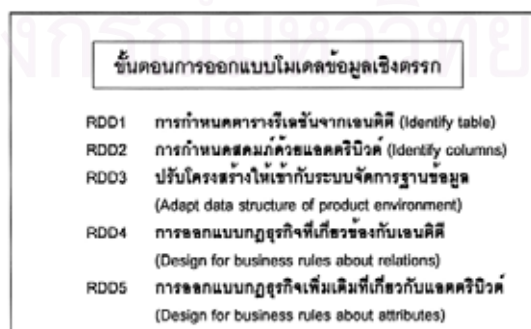 ขั้นตอนการออกแบบโมเดลข้อมูลเชิงตรรก
RDD1 การกำหนดตารางรีเลชันจากเอนติตี (Identify table)
RDD2 การกำหนดสดมภ์ด้วยแอตตริบิวต์ (Identify columns)
RDD3 ปรับโครงสร้างให้เข้ากับระบบจัดการฐานข้อมูล
(Adapt data structure of product environment)
RDD4 การออกแบบกฎธุรกิจที่เกี่ยวข้องกับเอนติตี
(Design for business rules about relations)
RDD5 การออกแบบกฎธุรกิจเพิ่มเติมที่เกี่ยวกับแอตตริบิวต์
(Design for business rules about attributes)